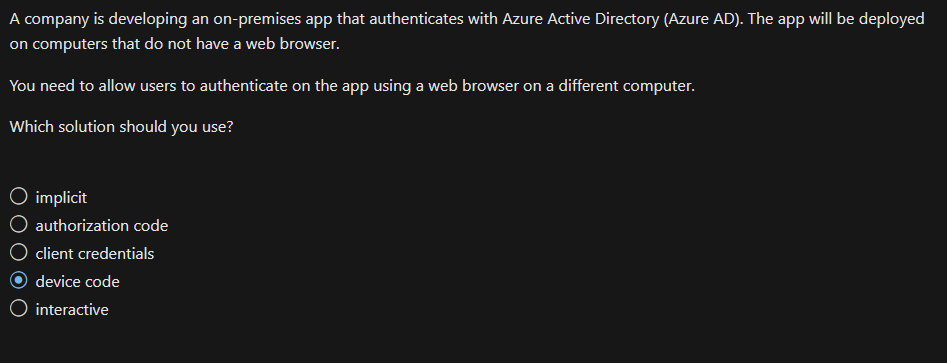 A company is developing an on-premises app that authenticates with Azure Active Directory (Azure AD). The app will be deployed
on computers that do not have a web browser.
You need to allow users to authenticate on the app using a web browser on a different computer.
Which solution should you use?
implicit
authorization code
client credentials
device code
interactive